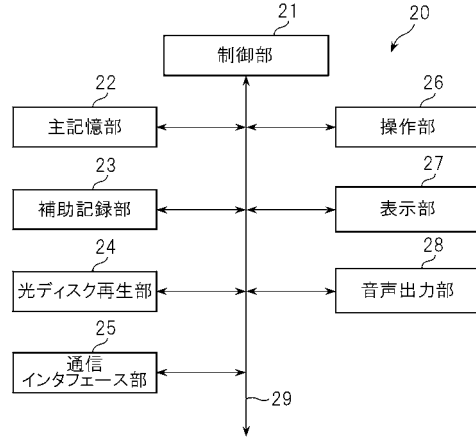 21
20
制御部
22
主記憶部
26
操作部
23
補助記録部
27
表示部
24
光ディスク再生部
28
音声出力部
25
通信
インタフェース部
29